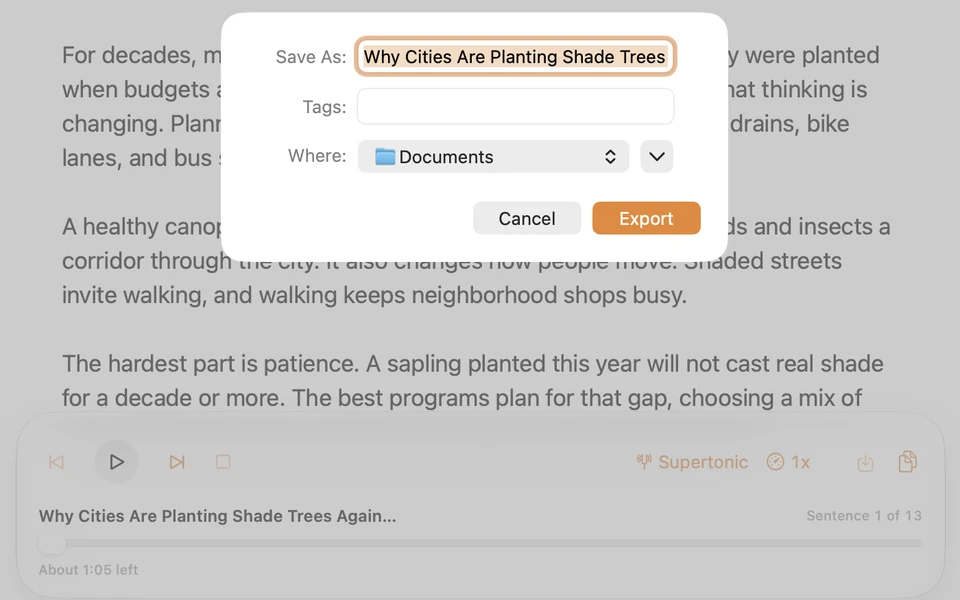 Save As: Why Cities Are Planting Shade Trees
Tags:
Where: Documents
Cancel Export
For decades, were planted
when budgets thinking is
changing. drains, bike
lanes, and bus
A healthy and insects a
corridor through the city. It also changes how people move. Shaded streets
invite walking, and walking keeps neighborhood shops busy.
The hardest part is patience. A sapling planted this year will not cast real shade
for a decade or more. The best programs plan for that gap, choosing a mix of
Supertonic 1x
Why Cities Are Planting Shade Trees Again...
Sentence 1 of 13
About 1:05 left